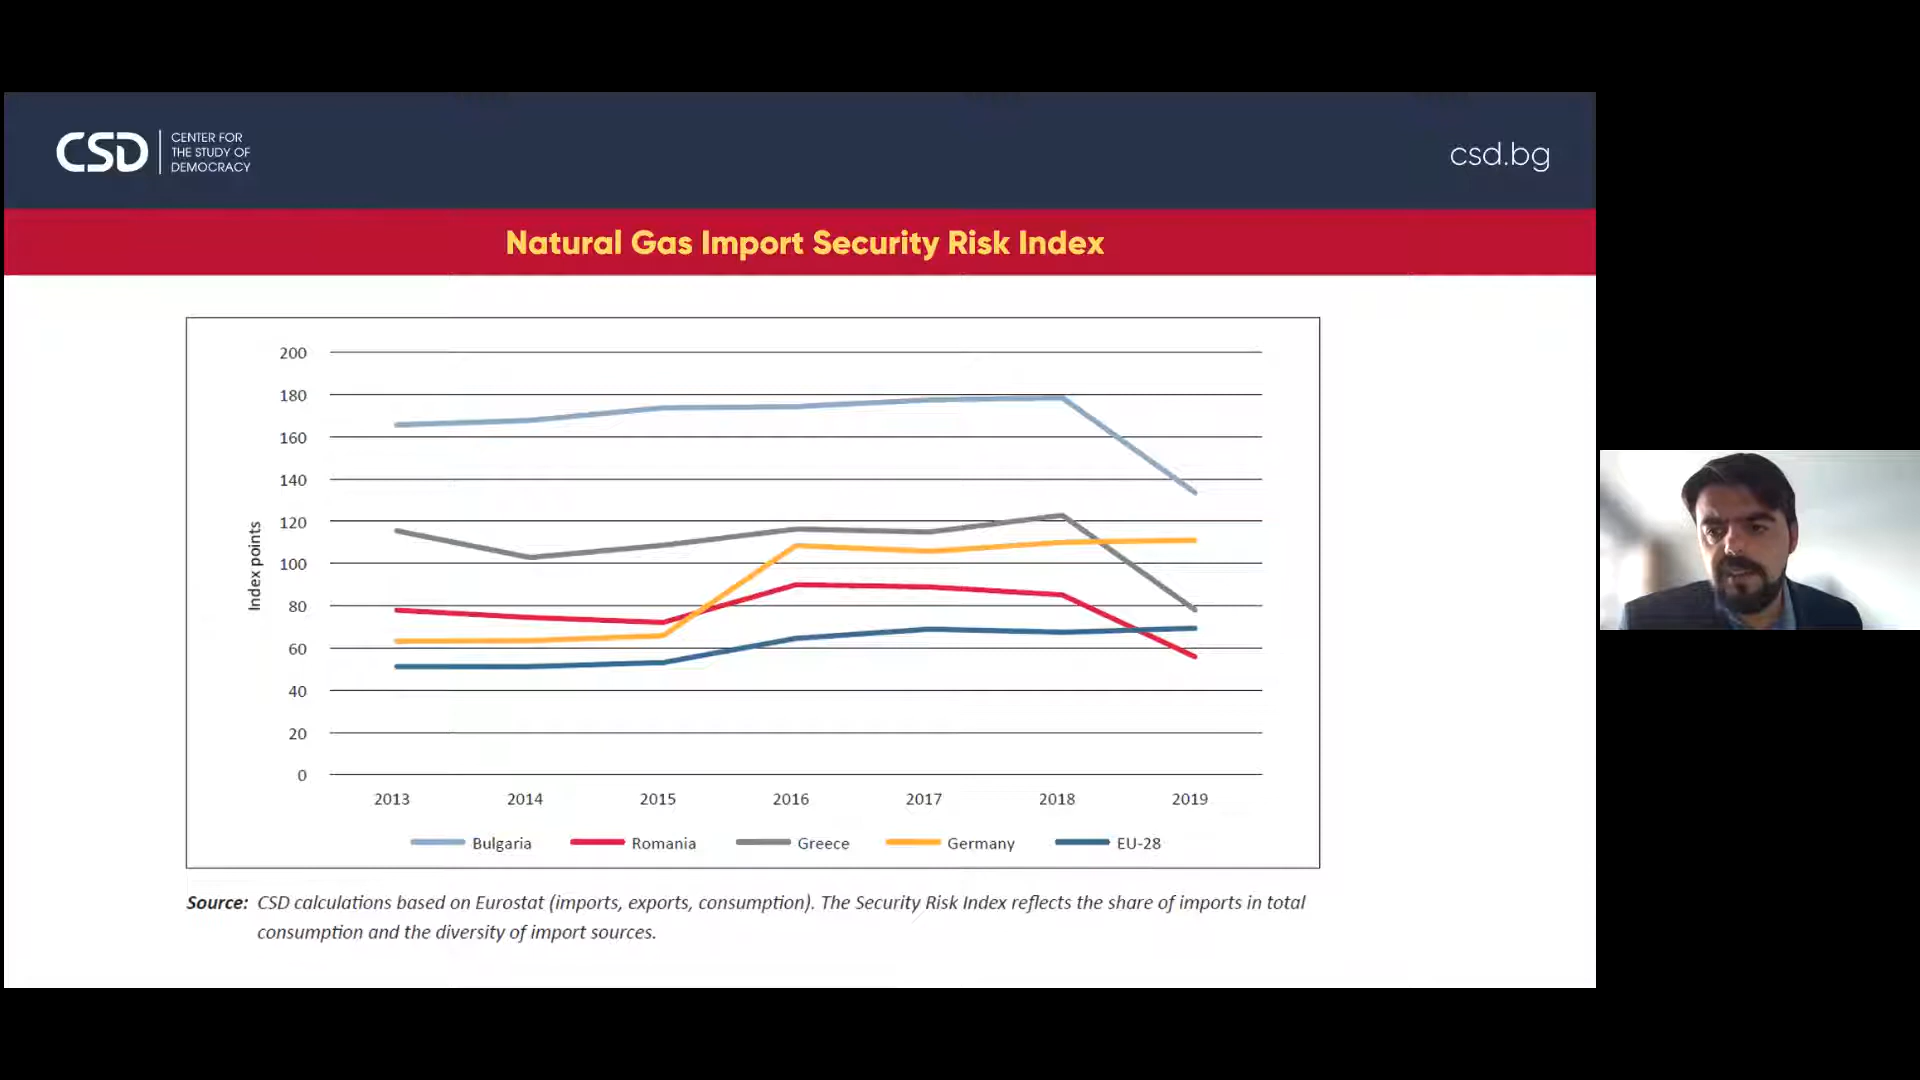 CSD
CENTER FOR
THE STUDY OF
DEMOCRACY
csd.bg
Natural Gas Import Security Risk Index
200
180
160
140
120
100
80
60
40
20
0
Index points
2013 2014 2015 2016 2017 2018 2019
Bulgaria Romania Greece Germany EU-28
Source: CSD calculations based on Eurostat (imports, exports, consumption). The Security Risk Index reflects the share of imports in total
consumption and the diversity of import sources.